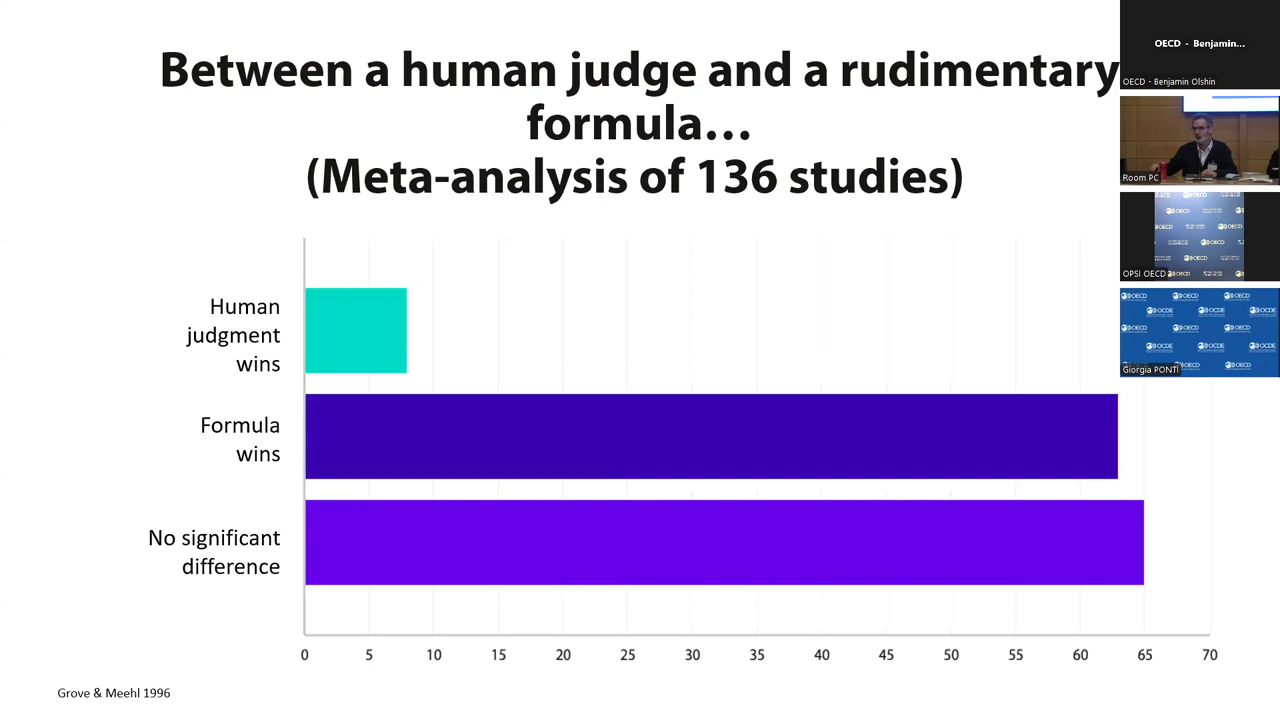 Between a human judge and a rudimentary
formula…
(Meta-analysis of 136 studies)
Human
judgment
wins
Formula
wins
No significant
difference
0 5 10 15 20 25 30 35 40 45 50 55 60 65 70
Grove & Meehl 1996
OECD - Benjamin...
OECD - Benjamin Olshin
Room PC
OPSI OECD
Giorgia PONTI